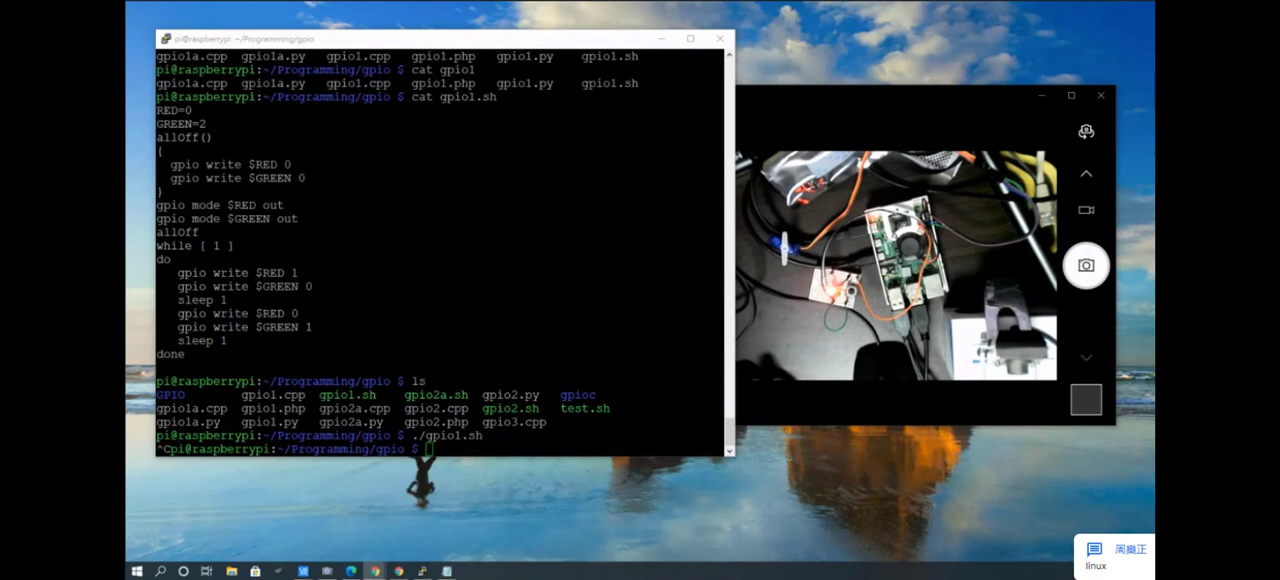 pi@raspberrypi: ~/Programming/gpio
gpio1a.cpp gpio1a.py gpio1.cpp gpio1.php gpio1.py gpio1.sh
pi@raspberrypi:~/Programming/gpio $ cat gpio1
gpio1a.cpp gpio1a.py gpio1.cpp gpio1.php gpio1.py gpio1.sh
pi@raspberrypi:~/Programming/gpio $ cat gpio1.sh
RED=0
GREEN=2
allOff()
{
gpio write $RED 0
gpio write $GREEN 0
}
gpio mode $RED out
gpio mode $GREEN out
allOff
while [ 1 ]
do
gpio write $RED 1
gpio write $GREEN 0
sleep 1
gpio write $RED 0
gpio write $GREEN 1
sleep 1
done
pi@raspberrypi:~/Programming/gpio $ ls
GPIO gpio1.cpp gpio1.sh gpio2a.sh gpio2.py gpioc
gpio1a.cpp gpio1.php gpio2a.cpp gpio2.cpp gpio2.sh test.sh
gpio1a.py gpio1.py gpio2a.py gpio2.php gpio3.cpp
pi@raspberrypi:~/Programming/gpio $ ./gpio1.sh
^Cpi@raspberrypi:~/Programming/gpio $
linux